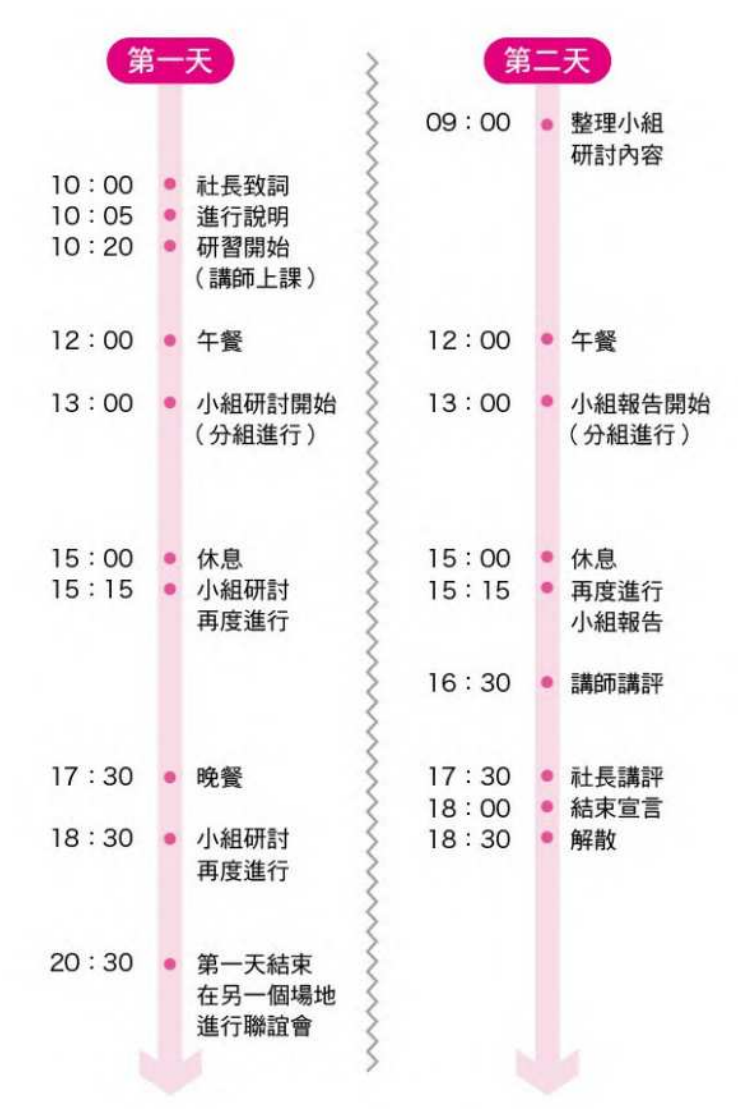 第一天
10：00 社長致詞
10：05 進行說明
10：20 研習開始
（講師上課）
12：00 午餐
13：00 小組研討開始
（分組進行）
15：00 休息
15：15 小組研討
再度進行
17：30 晚餐
18：30 小組研討
再度進行
20：30 第一天結束
在另一個場地
進行聯誼會
第二天
09：00 整理小組
研討內容
12：00 午餐
13：00 小組報告開始
（分組進行）
15：00 休息
15：15 再度進行
小組報告
16：30 講師講評
17：30 社長講評
18：00 結束宣言
18：30 解散